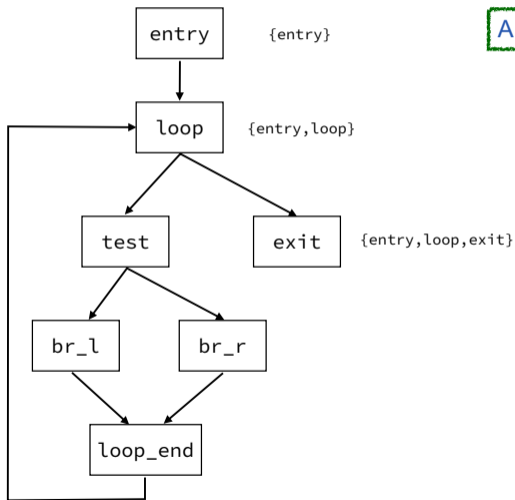 entry {entry} A
loop {entry,loop}
test exit {entry,loop,exit}
br_l br_r
loop_end